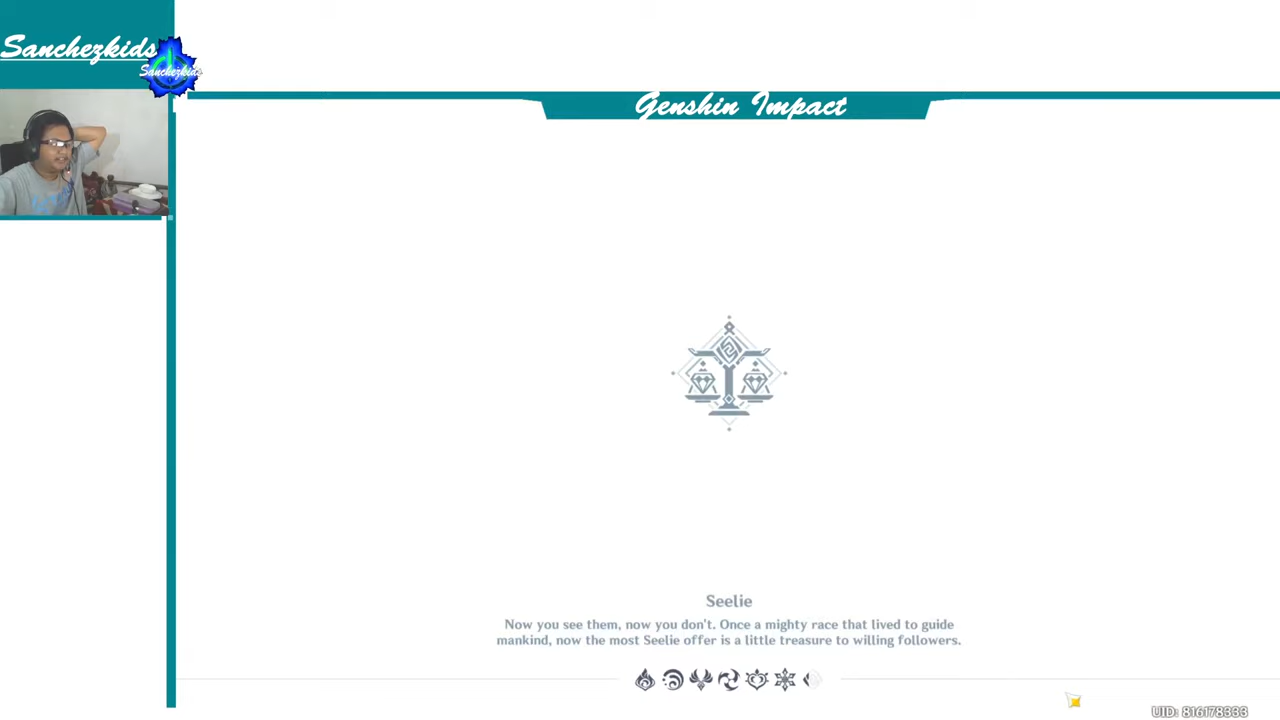 Sanchezkids
Sanchezkids
Genshin Impact
Seelie
Now you see them, now you don't. Once a mighty race that lived to guide
mankind, now the most Seelie offer is a little treasure to willing followers.
UID: 816178333